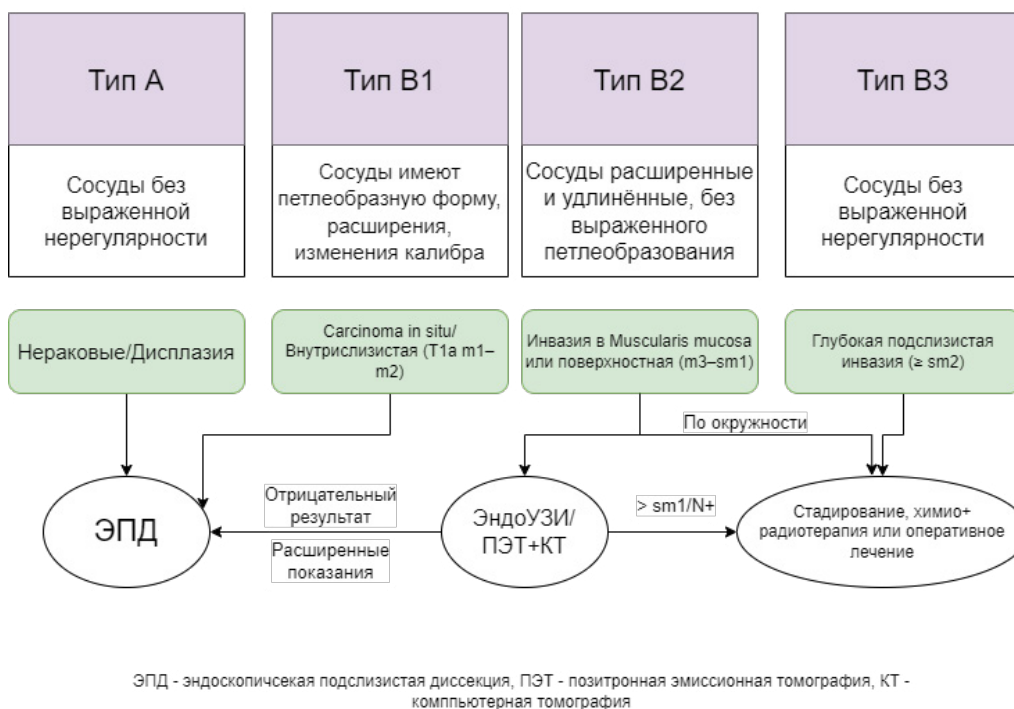 Тип А
Тип В1
Тип В2
Тип В3
Сосуды без
выраженной
нерегулярности
Сосуды имеют
петлеобразную форму,
расширения,
изменения калибра
Сосуды расширенные
и удлинённые, без
выраженного
петлеобразования
Сосуды без
выраженной
нерегулярности
Нераковые/Дисплазия
Carcinoma in situ/
Внутрислизистая (T1a m1–
m2)
Инвазия в Muscularis mucosa
или поверхностная (m3–sm1)
Глубокая подслизистая
инвазия (≥ sm2)
По окружности
ЭПД
Отрицательный
результат
Расширенные
показания
ЭндоУЗИ/
ПЭТ+КТ
> sm1/N+
Стадирование, химио+
радиотерапия или оперативное
лечение
ЭПД - эндоскопичсекая подслизистая диссекция, ПЭТ - позитронная эмиссионная томография, КТ -
комппьютерная томография